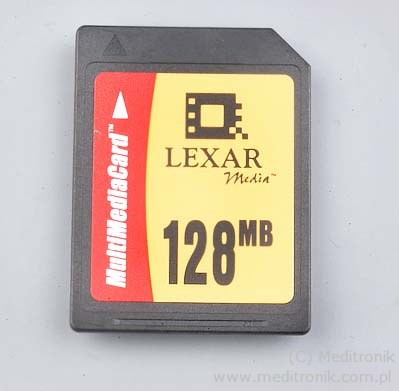 MultiMediaCard™
LEXAR
Media™
128MB
(C) Meditronik
www.meditronik.com.pl